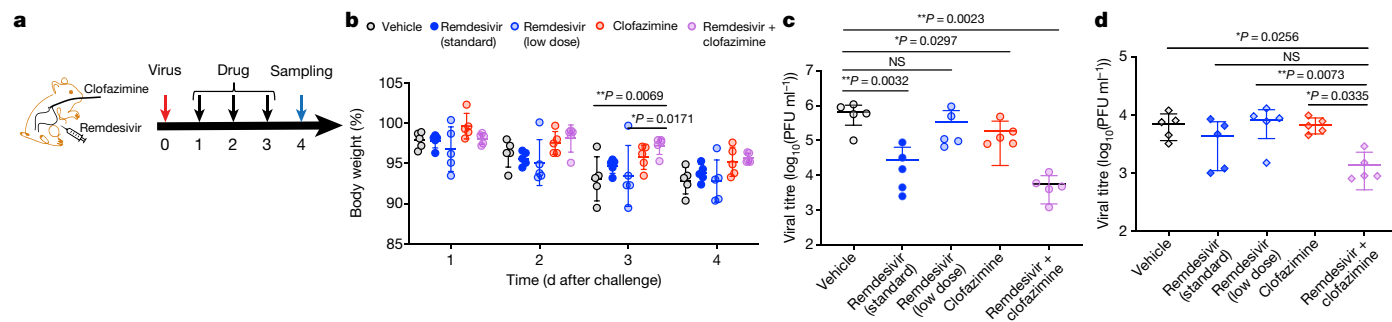 a
Clofazimine
Remdesivir
Virus
Drug
Sampling
0
1
2
3
4
b
Vehicle
Remdesivir
(standard)
Remdesivir
(low dose)
Clofazimine
Remdesivir +
clofazimine
Body weight (%)
105
100
95
90
85
**P = 0.0069
*P = 0.0171
1
2
3
4
Time (d after challenge)
c
**P = 0.0023
*P = 0.0297
NS
**P = 0.0032
Viral titre (log10(PFU ml−1))
7
6
5
4
3
2
Vehicle
Remdesivir
(standard)
Remdesivir
(low dose)
Clofazimine
Remdesivir +
clofazimine
d
*P = 0.0256
NS
**P = 0.0073
*P = 0.0335
Viral titre (log10(PFU ml−1))
5
4
3
2
Vehicle
Remdesivir
(standard)
Remdesivir
(low dose)
Clofazimine
Remdesivir +
clofazimine